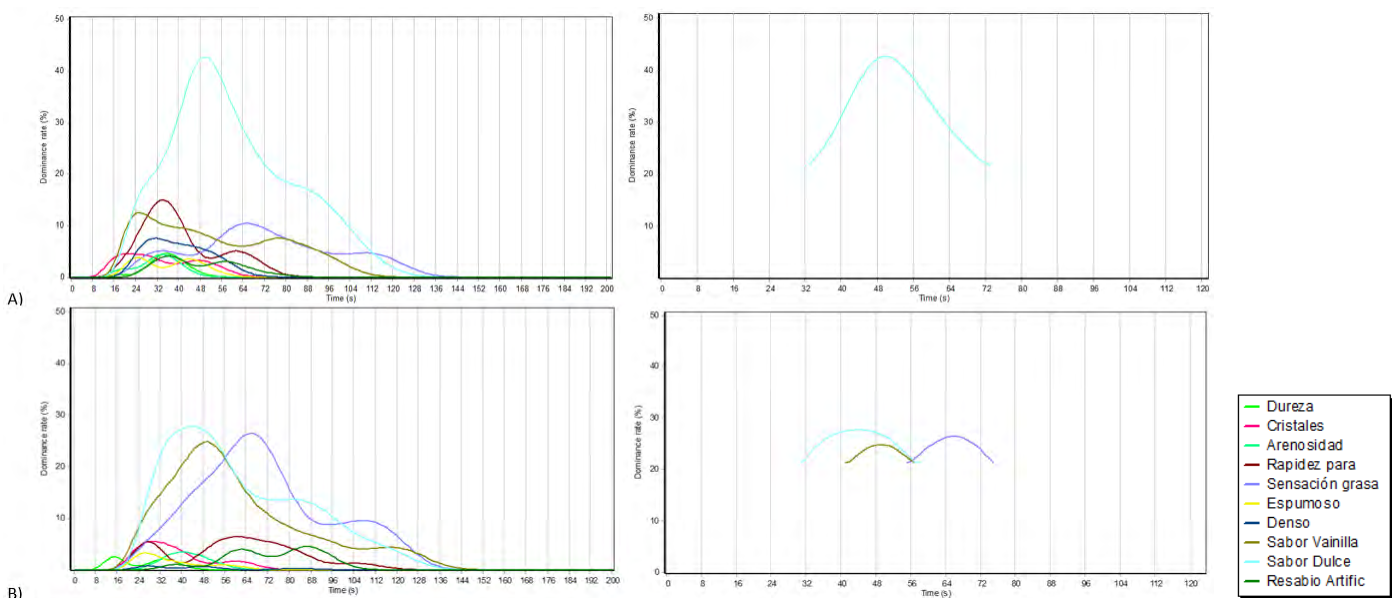 50
40
30
20
10
0
Dominance rate (%)
0 8 16 24 32 40 48 56 64 72 80 88 96 104 112 120 128 136 144 152 160 168 176 184 192 200
Time (s)
50
40
30
20
10
Dominance rate (%)
0 8 16 24 32 40 48 56 64 72 80 88 96 104 112 120
Time (s)
A)
50
40
30
20
10
Dominance rate (%)
0 8 16 24 32 40 48 56 64 72 80 88 96 104 112 120 128 136 144 152 160 168 176 184 192 200
Time (s)
50
40
30
20
10
0
Dominance rate (%)
0 8 16 24 32 40 48 56 64 72 80 88 96 104 112 120
Time (s)
B)
Dureza
Cristales
Arenosidad
Rapidez para
Sensación grasa
Espumoso
Denso
Sabor Vainilla
Sabor Dulce
Resabio Artific